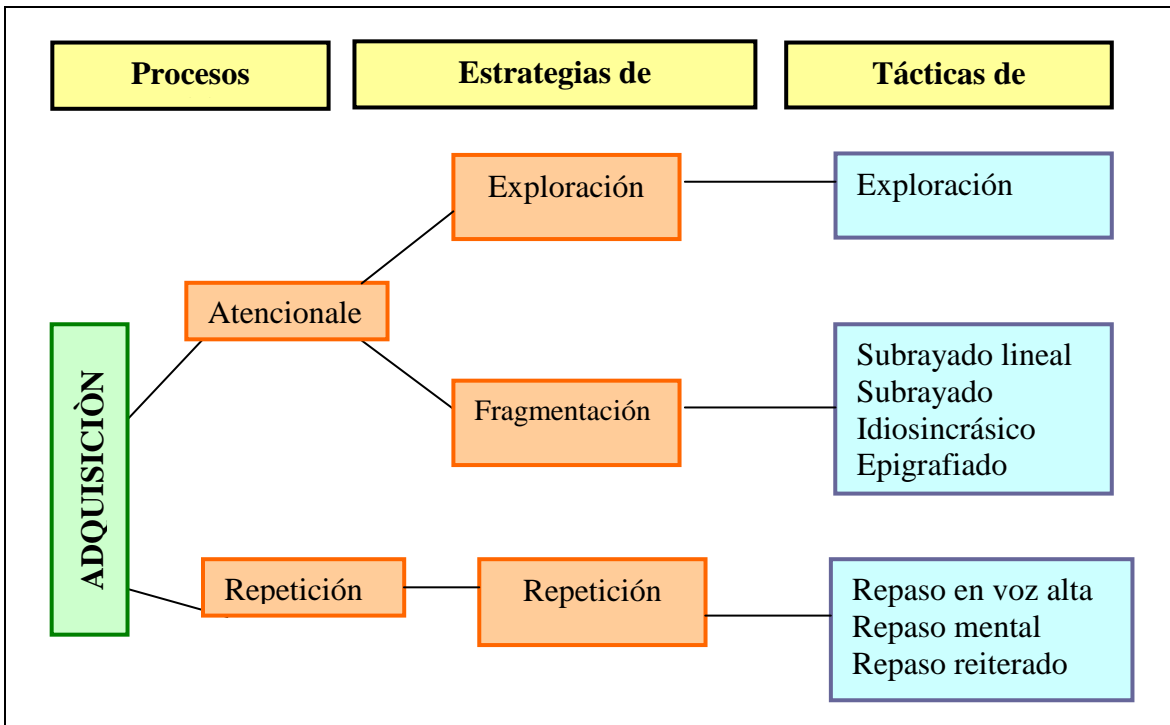 Procesos
Estrategias de
Tácticas de
Exploración
Exploración
Atencionale
ADQUISICIÒN
Fragmentación
Subrayado lineal
Subrayado
Idiosincrásico
Epigrafiado
Repetición
Repetición
Repaso en voz alta
Repaso mental
Repaso reiterado